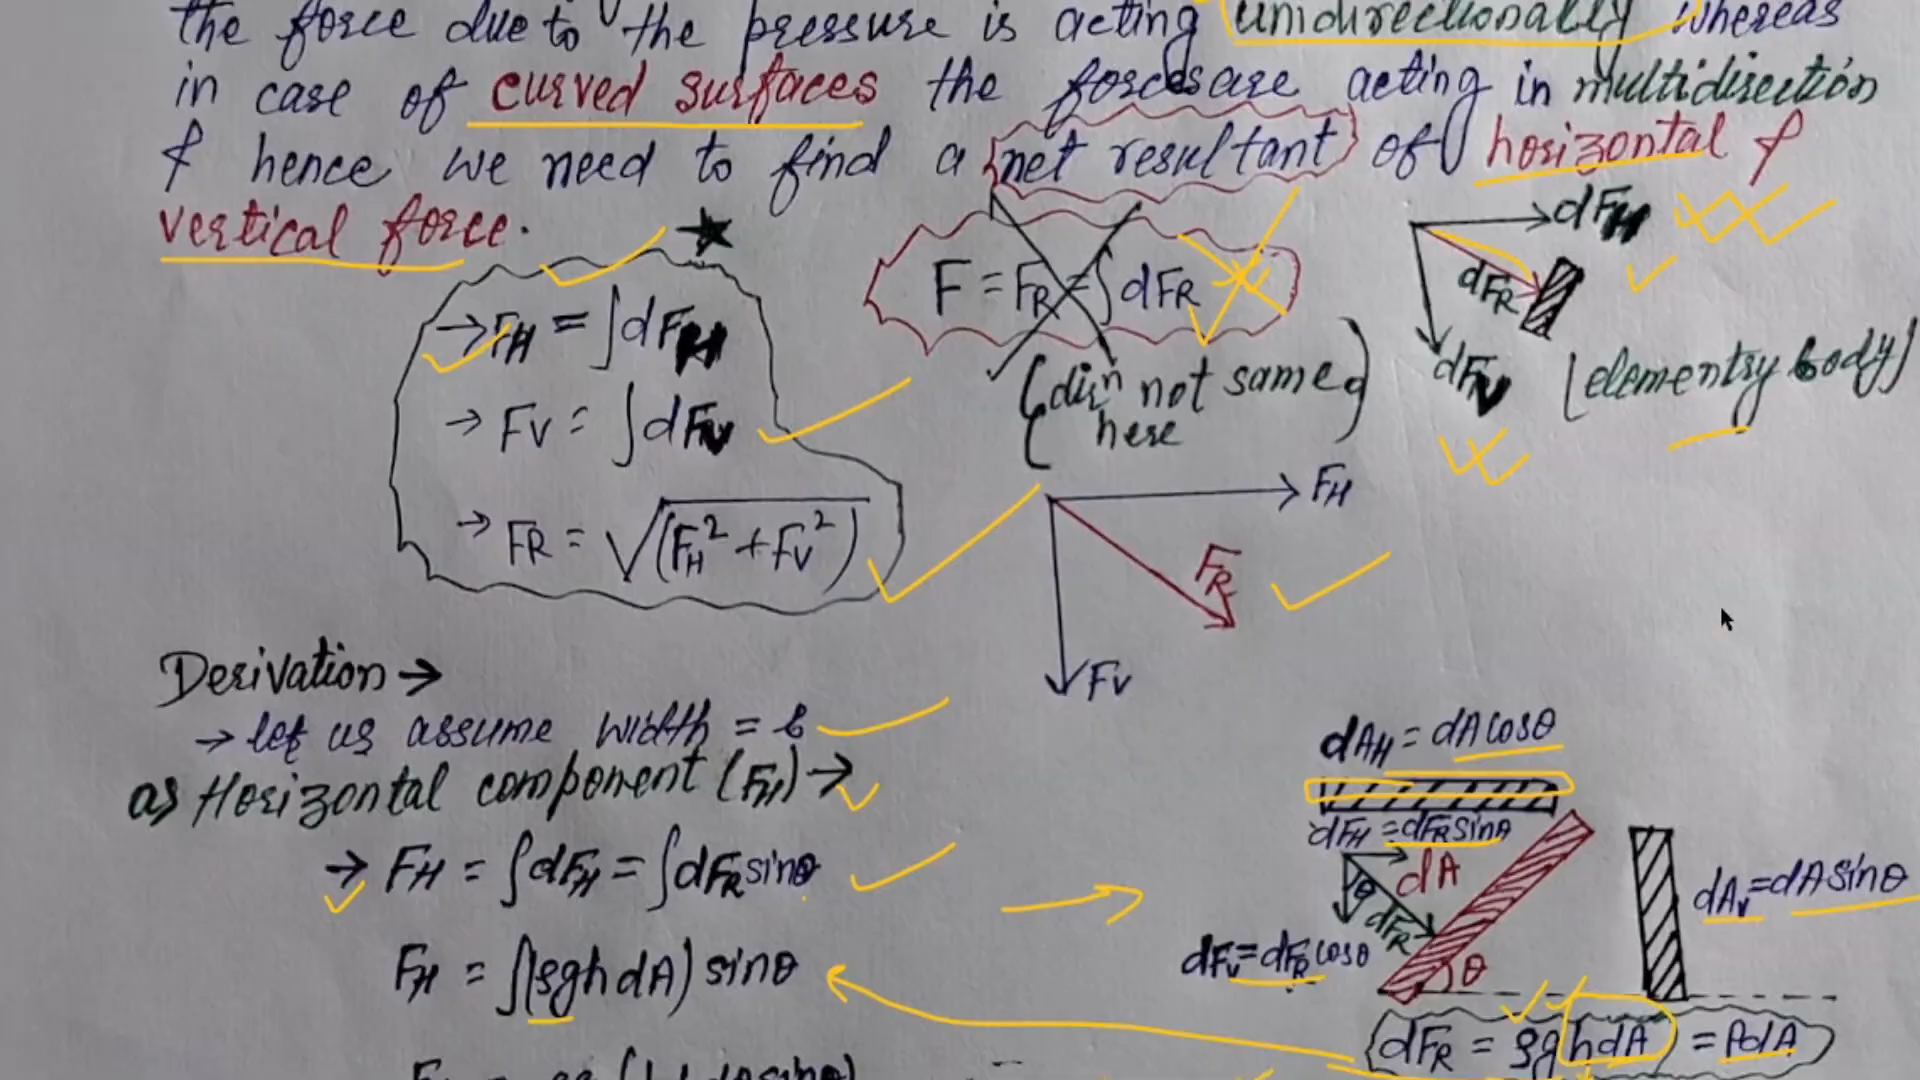 the force due to the pressure is acting unidirectionally whereas
in case of curved surfaces the forces are acting in multidirection
& hence we need to find a net resultant of horizontal &
vertical force.
→ FH = ∫dFH
→ FV = ∫dFV
→ FR = √(FH² + FV²)
F = FR = ∫dFR
(dirn not same,
here)
dFH
dFR
dFV
[elementry body]
FH
FR
FV
Derivation →
→ let us assume width = b
a) Horizontal component (FH) →
→ FH = ∫dFH = ∫dFR sinθ
FH = ∫(ρgh dA) sinθ
dAH = dA cosθ
dFH = dFR sinθ
dA
θ
dFR
dFV = dFR cosθ
θ
dAV = dA sinθ
dFR = ρg hdA = PdA